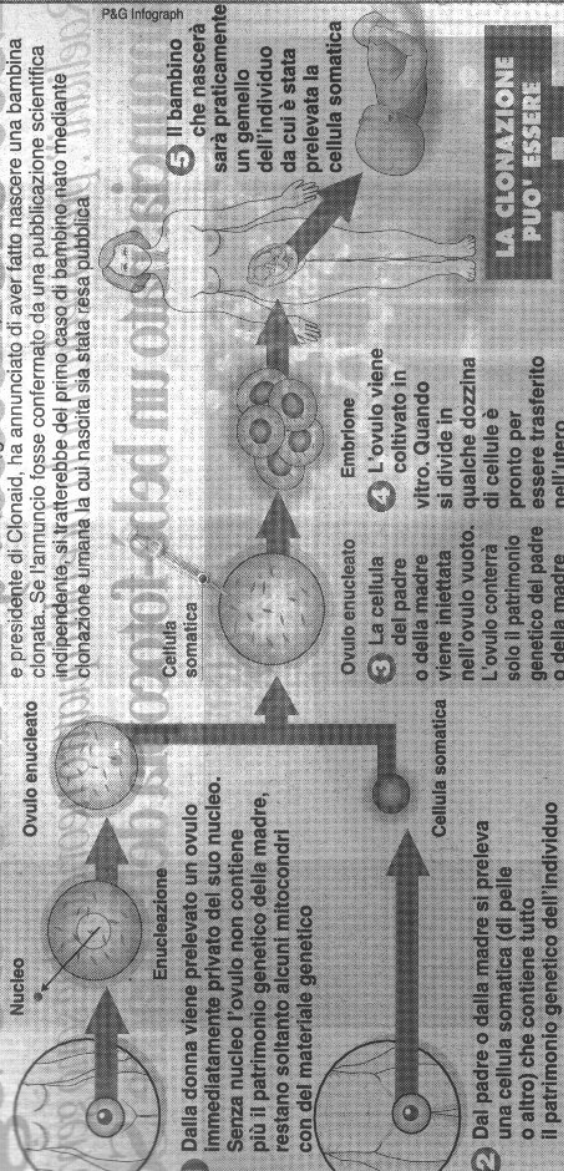 P&G Infograph
e presidente di Clonaid, ha annunciato di aver fatto nascere una bambina
clonata. Se l'annuncio fosse confermato da una pubblicazione scientifica
indipendente, si tratterebbe del primo caso di bambino nato mediante
clonazione umana la cui nascita sia stata resa pubblica
Nucleo
Ovulo enucleato
Enucleazione
Dalla donna viene prelevato un ovulo
immediatamente privato del suo nucleo.
Senza nucleo l'ovulo non contiene
più il patrimonio genetico della madre,
restano soltanto alcuni mitocondri
con del materiale genetico
2 Dal padre o dalla madre si preleva
una cellula somatica (di pelle
o altro) che contiene tutto
il patrimonio genetico dell'individuo
Cellula somatica
Cellula
somatica
Ovulo enucleato
3 La cellula
del padre
o della madre
viene iniettata
nell'ovulo vuoto.
L'ovulo conterrà
solo il patrimonio
genetico del padre
o della madre
Embrione
4 L'ovulo viene
coltivato in
vitro. Quando
si divide in
qualche dozzina
di cellule è
pronto per
essere trasferito
nell'utero
5 Il bambino
che nascerà
sarà praticamente
un gemello
dell'individuo
da cui è stata
prelevata la
cellula somatica
LA CLONAZIONE
PUO' ESSERE